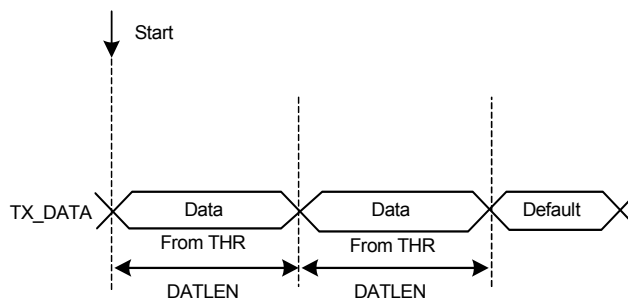 Start
TX_DATA
Data
Data
Default
From THR
From THR
DATLEN
DATLEN